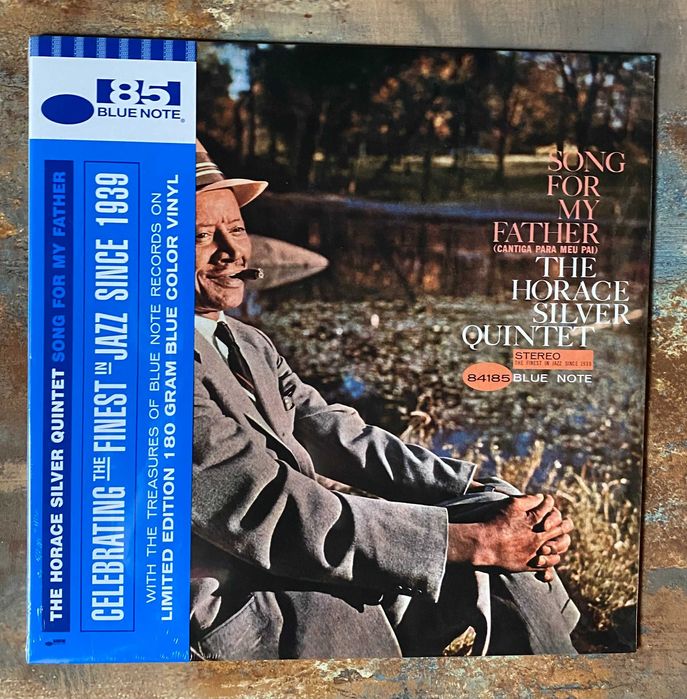 85
BLUE NOTE®
THE HORACE SILVER QUINTET SONG FOR MY FATHER
CELEBRATING THE FINEST IN JAZZ SINCE 1939
WITH THE TREASURES OF BLUE NOTE RECORDS ON
LIMITED EDITION 180 GRAM BLUE COLOR VINYL
SONG
FOR
MY
FATHER
(CANTIGA PARA MEU PAI)
THE
HORACE
SILVER
QUINTET
STEREO
THE FINEST IN JAZZ SINCE 1939
84185 BLUE NOTE